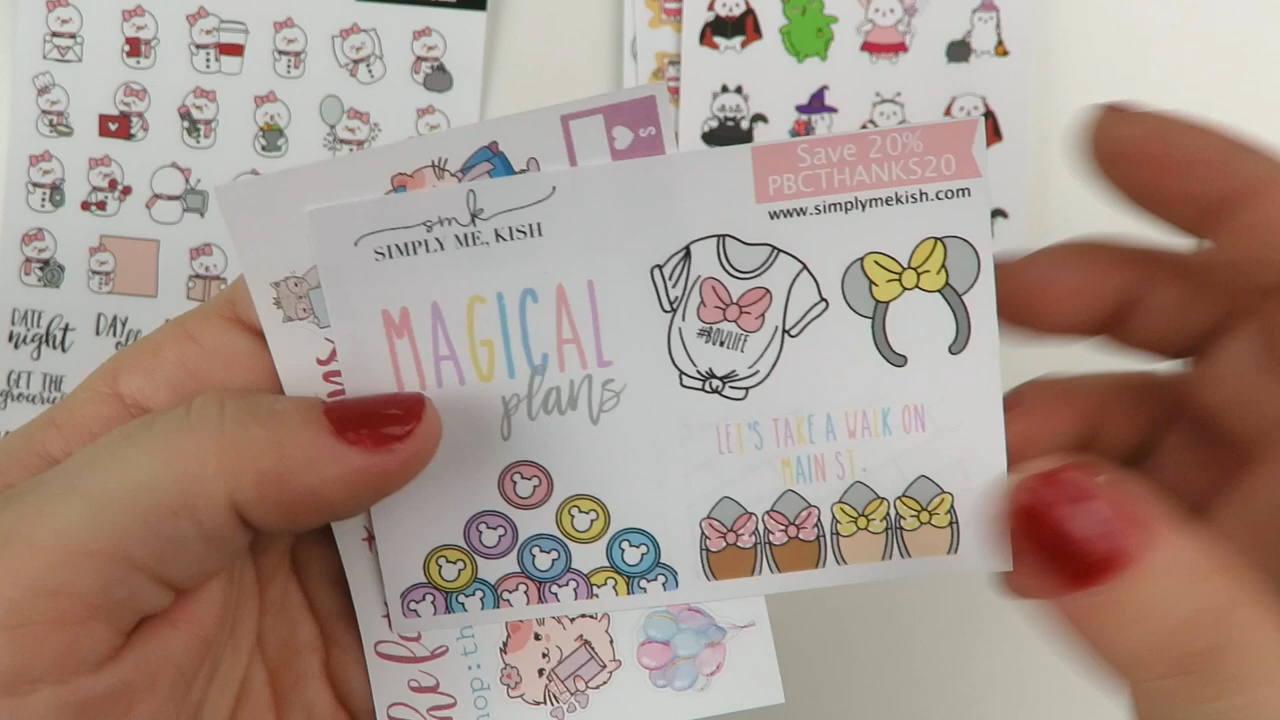 Save 20%
PBCTHANKS20
www.simplymekish.com
smk
SIMPLY ME, KISH
MAGICAL
plans
#BOWLIFE
LET'S TAKE A WALK ON
MAIN ST.
DATE
night
DAY
GET THE